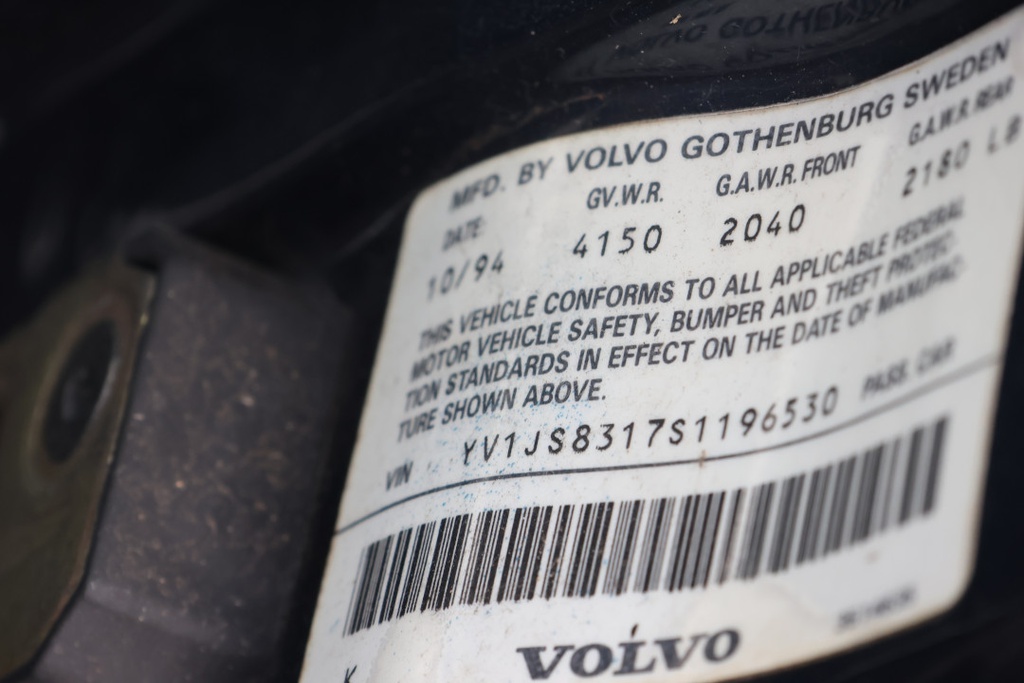 MFD. BY VOLVO GOTHENBURG SWEDEN
DATE: GV.W.R. G.A.W.R. FRONT G.A.W.R. REAR
10/94 4150 2040 2180 LB
THIS VEHICLE CONFORMS TO ALL APPLICABLE FEDERAL
MOTOR VEHICLE SAFETY, BUMPER AND THEFT PROTEC-
TION STANDARDS IN EFFECT ON THE DATE OF MANUFAC-
TURE SHOWN ABOVE.
VIN YV1JS8317S1196530 PASS. CAR
K VOLVO